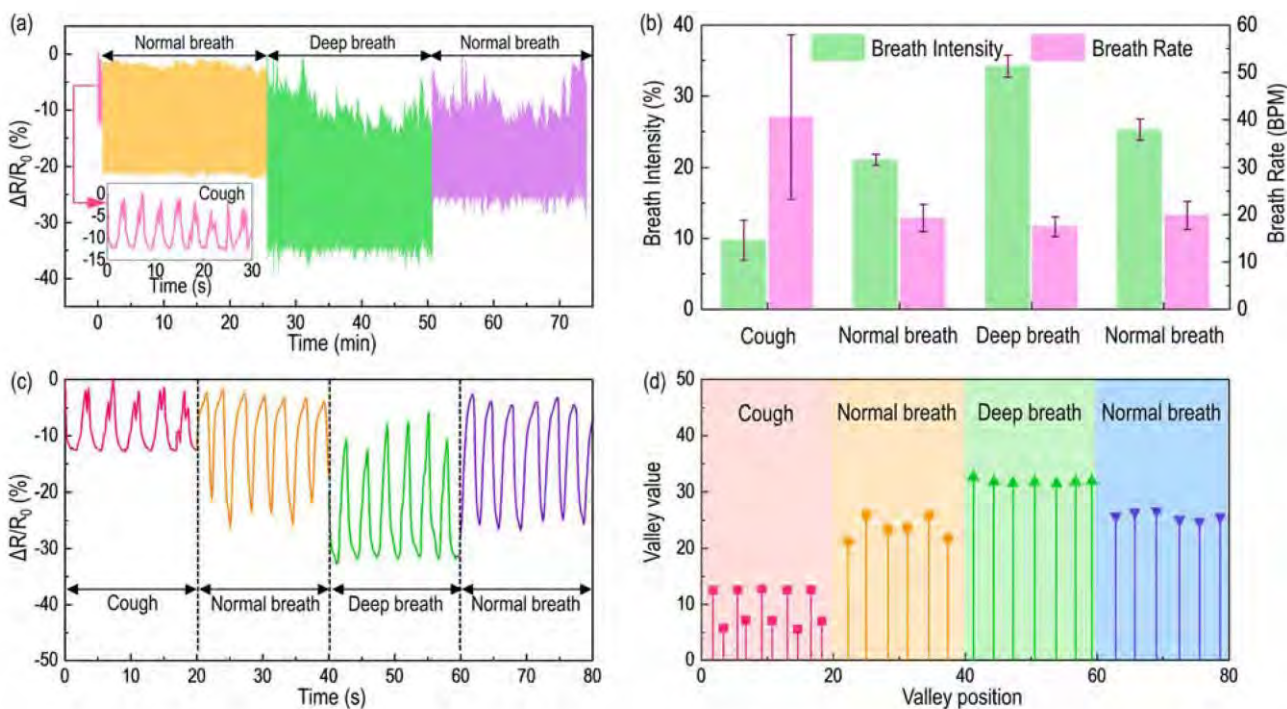 (a)
Normal breath
Deep breath
Normal breath
0
-10
-20
-30
-40
ΔR/R0 (%)
Cough
0
-5
-10
-15
0
10
20
30
Time (s)
0
10
20
30
40
50
60
70
Time (min)
(b)
Breath Intensity
Breath Rate
40
30
20
10
0
Breath Intensity (%)
60
50
40
30
20
10
0
Breath Rate (BPM)
Cough
Normal breath
Deep breath
Normal breath
(c)
0
-10
-20
-30
-40
-50
ΔR/R0 (%)
Cough
Normal breath
Deep breath
Normal breath
0
10
20
30
40
50
60
70
80
Time (s)
(d)
Cough
Normal breath
Deep breath
Normal breath
50
40
30
20
10
0
Valley value
0
20
40
60
80
Valley position